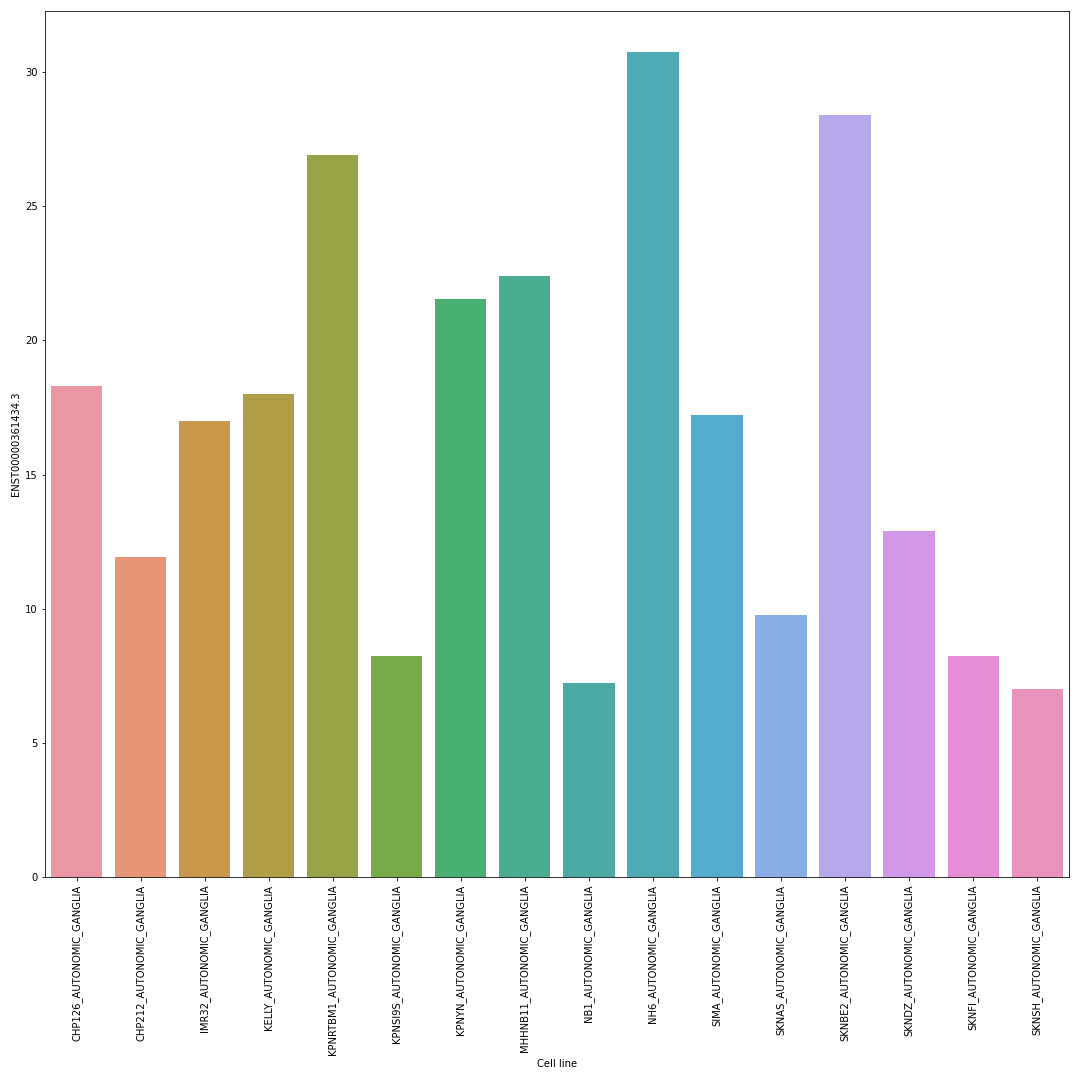 30
25
20
15
10
5
0
ENST00000361434.3
CHP126_AUTONOMIC_GANGLIA
CHP212_AUTONOMIC_GANGLIA
IMR32_AUTONOMIC_GANGLIA
KELLY_AUTONOMIC_GANGLIA
KPNRTBM1_AUTONOMIC_GANGLIA
KPNSI9S_AUTONOMIC_GANGLIA
KPNYN_AUTONOMIC_GANGLIA
MHHNB11_AUTONOMIC_GANGLIA
NB1_AUTONOMIC_GANGLIA
NH6_AUTONOMIC_GANGLIA
SIMA_AUTONOMIC_GANGLIA
SKNAS_AUTONOMIC_GANGLIA
SKNBE2_AUTONOMIC_GANGLIA
SKNDZ_AUTONOMIC_GANGLIA
SKNFI_AUTONOMIC_GANGLIA
SKNSH_AUTONOMIC_GANGLIA
Cell line